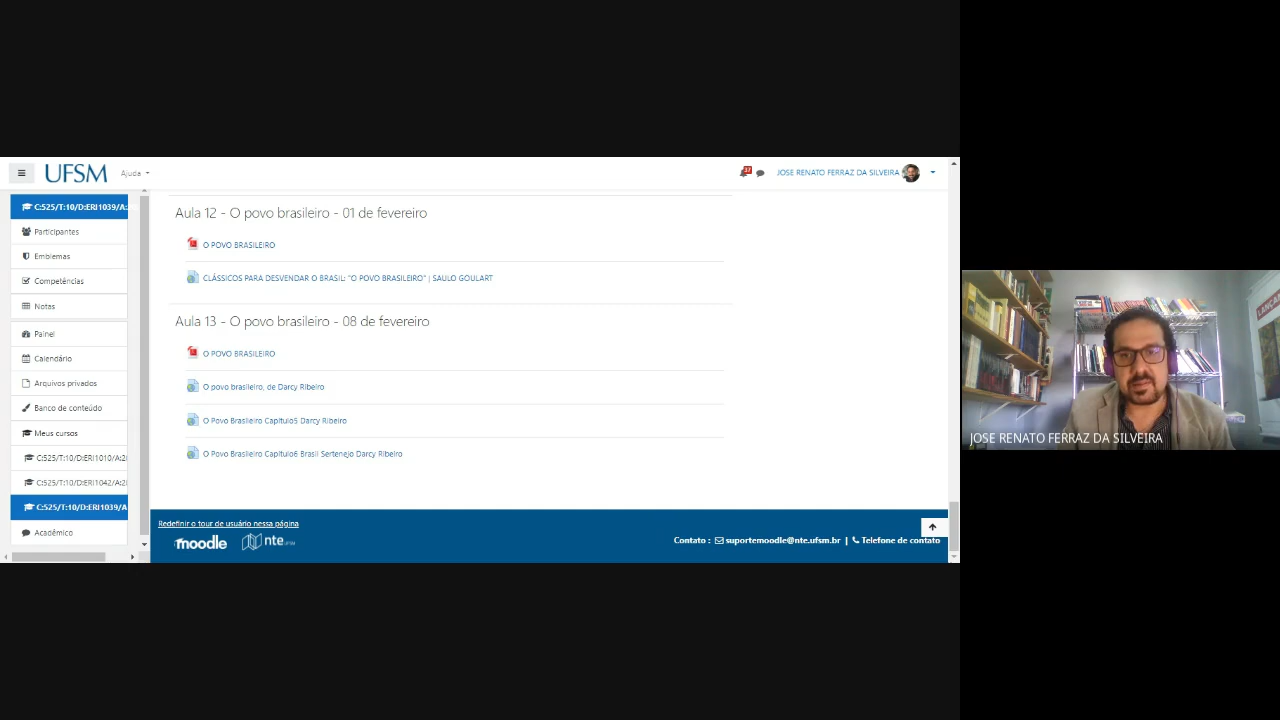 UFSM
Ajuda
JOSE RENATO FERRAZ DA SILVEIRA
C:525/T:10/D:ERI1039/A:
Participantes
Emblemas
Competências
Notas
Painel
Calendário
Arquivos privados
Banco de conteúdo
Meus cursos
C:525/T:10/D:ERI1010/A:2
C:525/T:10/D:ERI1042/A:2
C:525/T:10/D:ERI1039/A
Acadêmico
Aula 12 - O povo brasileiro - 01 de fevereiro
O POVO BRASILEIRO
CLÁSSICOS PARA DESVENDAR O BRASIL: "O POVO BRASILEIRO" | SAULO GOULART
Aula 13 - O povo brasileiro - 08 de fevereiro
O POVO BRASILEIRO
O povo brasileiro, de Darcy Ribeiro
O Povo Brasileiro Capítulo5 Darcy Ribeiro
O Povo Brasileiro Capítulo6 Brasil Sertenejo Darcy Ribeiro
Redefinir o tour de usuário nessa página
moodle
nte
Contato : suportemoodle@nte.ufsm.br | Telefone de contato
JOSE RENATO FERRAZ DA SILVEIRA